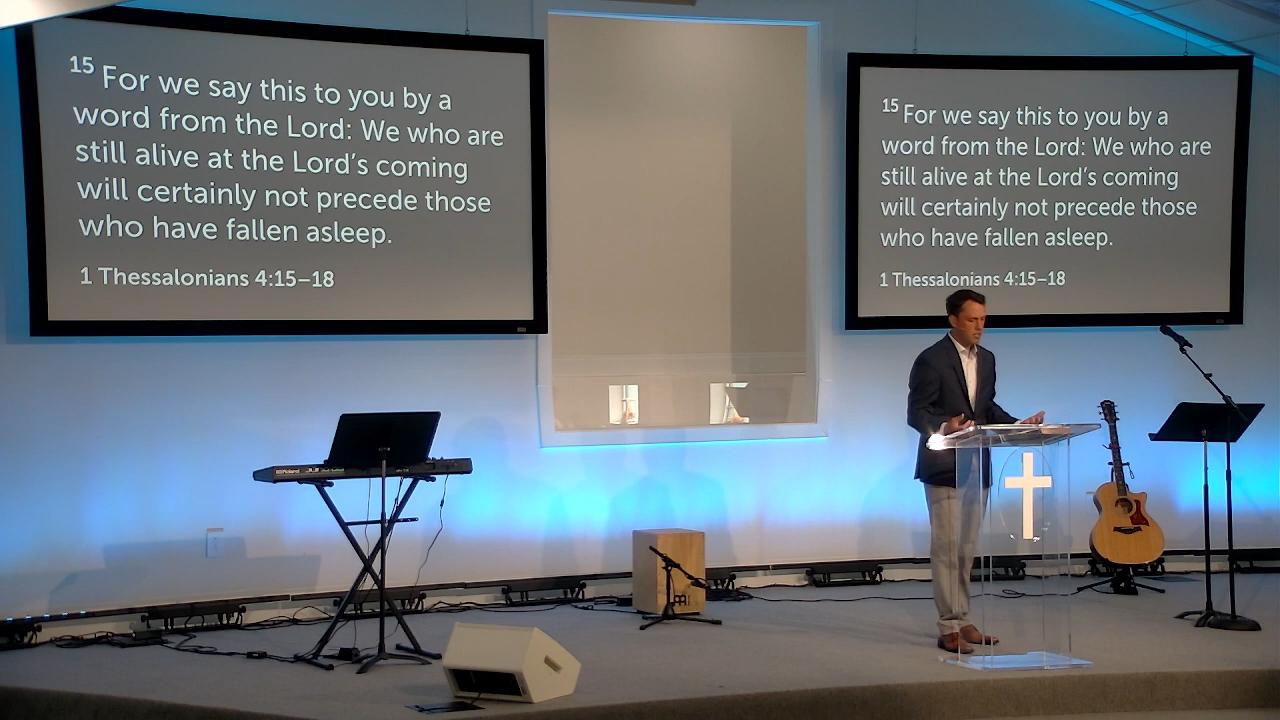 15 For we say this to you by a
word from the Lord: We who are
still alive at the Lord's coming
will certainly not precede those
who have fallen asleep.
1 Thessalonians 4:15–18
15 For we say this to you by a
word from the Lord: We who are
still alive at the Lord's coming
will certainly not precede those
who have fallen asleep.
1 Thessalonians 4:15–18
Roland